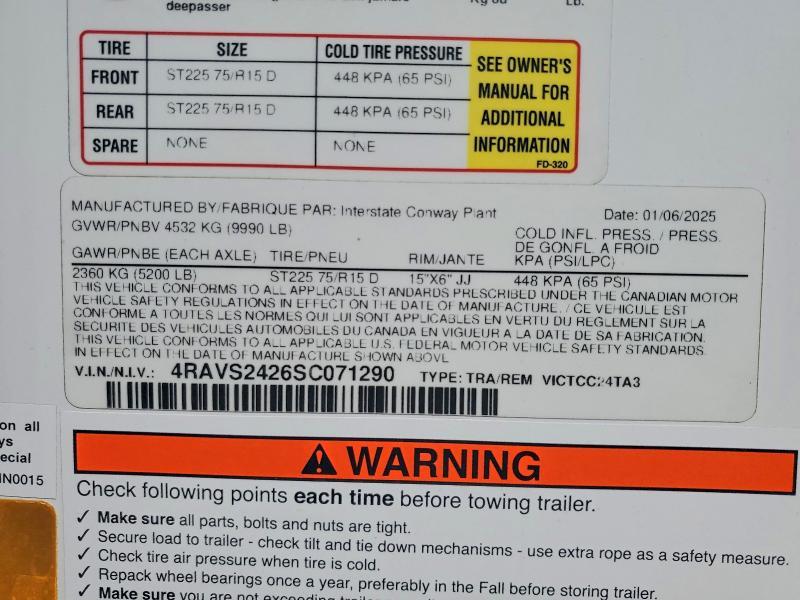 deepasser
Kg ou
LB.
TIRE SIZE COLD TIRE PRESSURE
FRONT ST225 75/R15 D 448 KPA (65 PSI)
REAR ST225 75/R15 D 448 KPA (65 PSI)
SPARE NONE NONE
SEE OWNER'S
MANUAL FOR
ADDITIONAL
INFORMATION
FD-320
MANUFACTURED BY/FABRIQUE PAR: Interstate Conway Plant Date: 01/06/2025
GVWR/PNBV 4532 KG (9990 LB)
COLD INFL. PRESS. / PRESS.
DE GONFL. A FROID
GAWR/PNBE (EACH AXLE) TIRE/PNEU RIM/JANTE KPA (PSI/LPC)
2360 KG (5200 LB) ST225 75/R15 D 15"X6" JJ 448 KPA (65 PSI)
THIS VEHICLE CONFORMS TO ALL APPLICABLE STANDARDS PRESCRIBED UNDER THE CANADIAN MOTOR
VEHICLE SAFETY REGULATIONS IN EFFECT ON THE DATE OF MANUFACTURE. / CE VEHICULE EST
CONFORME A TOUTES LES NORMES QUI LUI SONT APPLICABLES EN VERTU DU REGLEMENT SUR LA
SECURITE DES VEHICULES AUTOMOBILES DU CANADA EN VIGUEUR A LA DATE DE SA FABRICATION.
THIS VEHICLE CONFORMS TO ALL APPLICABLE U.S. FEDERAL MOTOR VEHICLE SAFETY STANDARDS
IN EFFECT ON THE DATE OF MANUFACTURE SHOWN ABOVE
V.I.N./N.I.V.: 4RAVS2426SC071290 TYPE: TRA/REM VICTCC24TA3
on all
ys
ecial
IN0015
WARNING
Check following points each time before towing trailer.
✓ Make sure all parts, bolts and nuts are tight.
✓ Secure load to trailer - check tilt and tie down mechanisms - use extra rope as a safety measure.
✓ Check tire air pressure when tire is cold.
✓ Repack wheel bearings once a year, preferably in the Fall before storing trailer.
✓ Make sure you are not exceeding